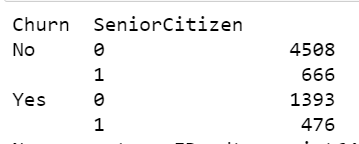 Churn SeniorCitizen
No 0 4508
1 666
Yes 0 1393
1 476